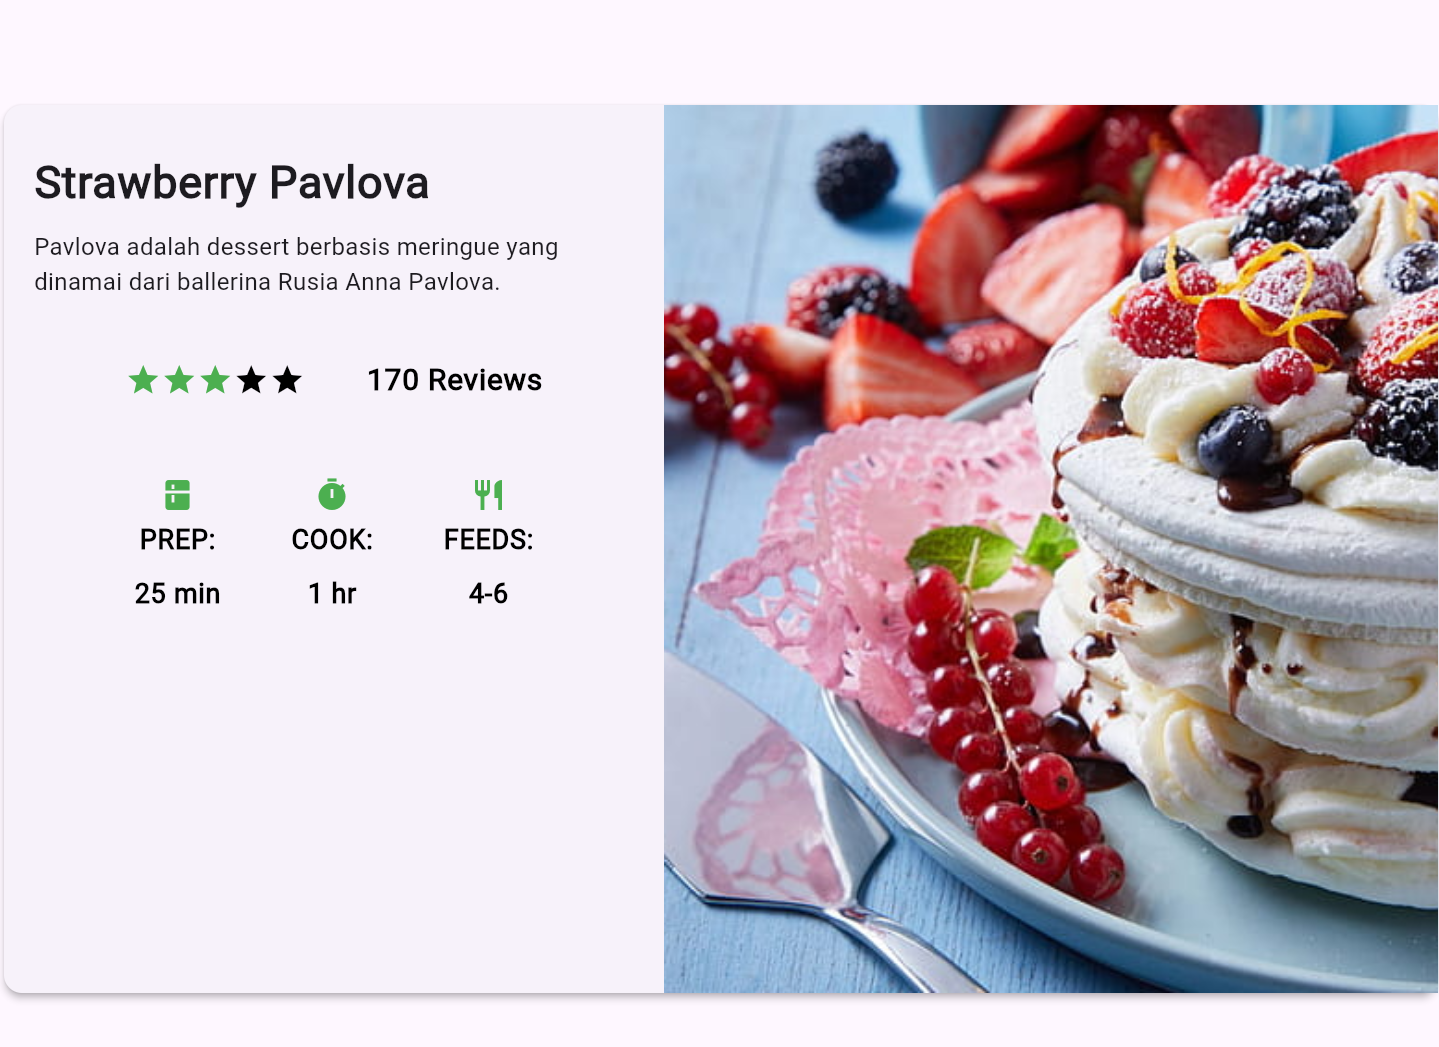 Strawberry Pavlova
Pavlova adalah dessert berbasis meringue yang
dinamai dari ballerina Rusia Anna Pavlova.
170 Reviews
PREP: COOK: FEEDS:
25 min 1 hr 4-6